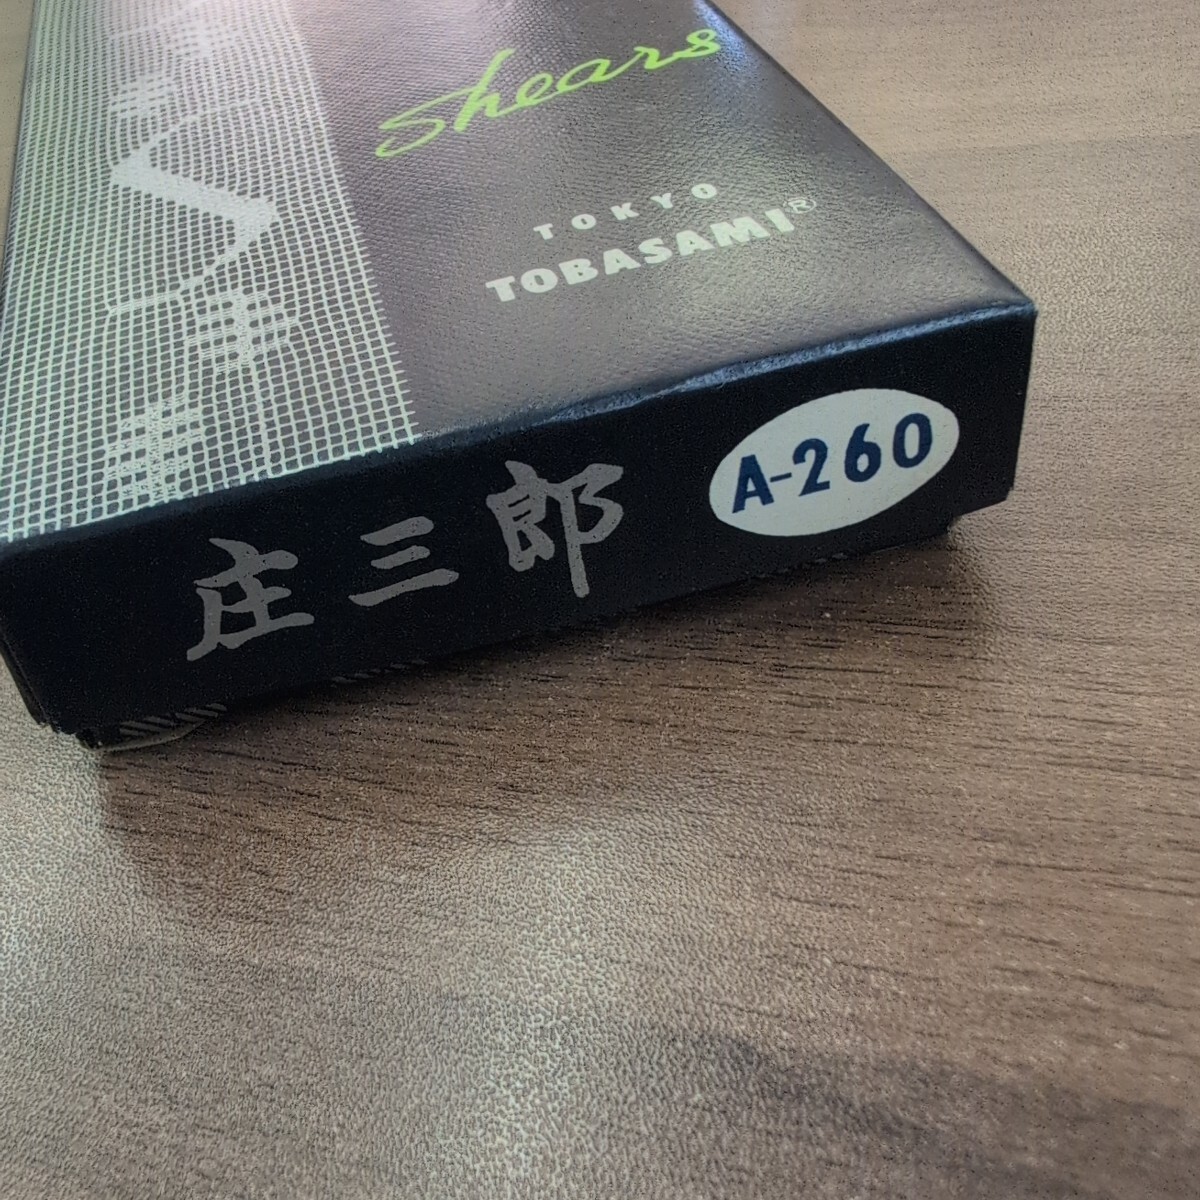 Shears
TOKYO
TOBASAMI®
庄三郎
A-260